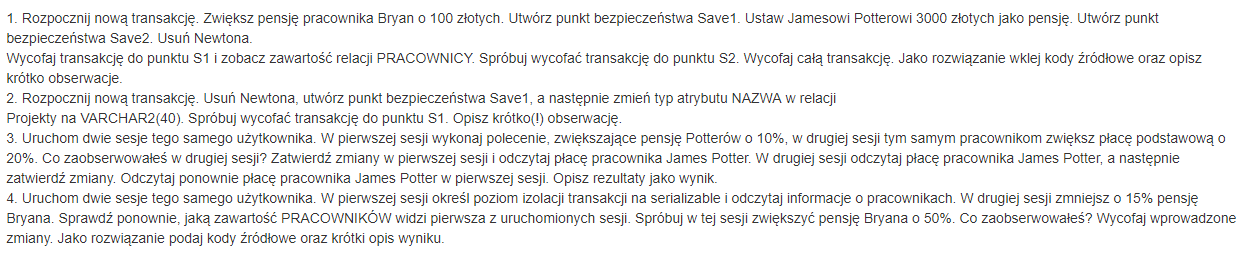 1. Rozpocznij nową transakcję. Zwiększ pensję pracownika Bryan o 100 złotych. Utwórz punkt bezpieczeństwa Save1. Ustaw Jamesowi Potterowi 3000 złotych jako pensję. Utwórz punkt
bezpieczeństwa Save2. Usuń Newtona.
Wycofaj transakcję do punktu S1 i zobacz zawartość relacji PRACOWNICY. Spróbuj wycofać transakcję do punktu S2. Wycofaj całą transakcję. Jako rozwiązanie wklej kody źródłowe oraz opisz
krótko obserwacje.
2. Rozpocznij nową transakcję. Usuń Newtona, utwórz punkt bezpieczeństwa Save1, a następnie zmień typ atrybutu NAZWA w relacji
Projekty na VARCHAR2(40). Spróbuj wycofać transakcję do punktu S1. Opisz krótko(!) obserwację.
3. Uruchom dwie sesje tego samego użytkownika. W pierwszej sesji wykonaj polecenie, zwiększające pensję Potterów o 10%, w drugiej sesji tym samym pracownikom zwiększ płacę podstawową o
20%. Co zaobserwowałeś w drugiej sesji? Zatwierdź zmiany w pierwszej sesji i odczytaj płacę pracownika James Potter. W drugiej sesji odczytaj płacę pracownika James Potter, a następnie
zatwierdź zmiany. Odczytaj ponownie płacę pracownika James Potter w pierwszej sesji. Opisz rezultaty jako wynik.
4. Uruchom dwie sesje tego samego użytkownika. W pierwszej sesji określ poziom izolacji transakcji na serializable i odczytaj informacje o pracownikach. W drugiej sesji zmniejsz o 15% pensję
Bryana. Sprawdź ponownie, jaką zawartość PRACOWNIKÓW widzi pierwsza z uruchomionych sesji. Spróbuj w tej sesji zwiększyć pensję Bryana o 50%. Co zaobserwowałeś? Wycofaj wprowadzone
zmiany. Jako rozwiązanie podaj kody źródłowe oraz krótki opis wyniku.